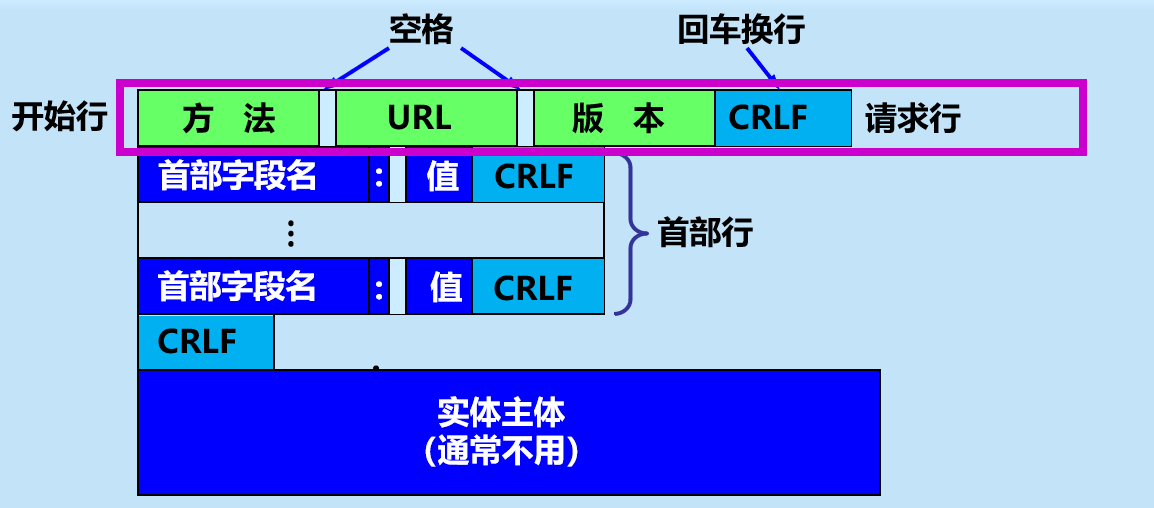 空格 回车换行
开始行 方 法 URL 版 本 CRLF 请求行
首部字段名 : 值 CRLF
⋮
首部行
首部字段名 : 值 CRLF
CRLF
实体主体
(通常不用)